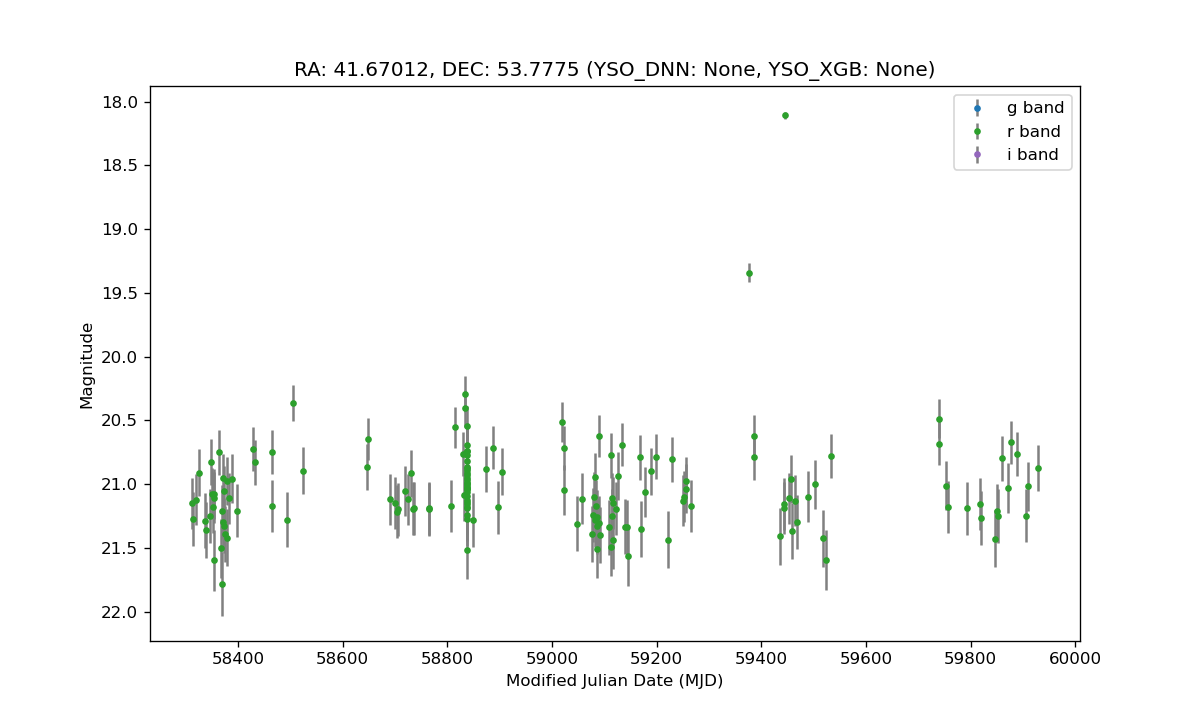 RA: 41.67012, DEC: 53.7775 (YSO_DNN: None, YSO_XGB: None)
g band
r band
i band
18.0
18.5
19.0
19.5
20.0
20.5
21.0
21.5
22.0
Magnitude
58400 58600 58800 59000 59200 59400 59600 59800 60000
Modified Julian Date (MJD)